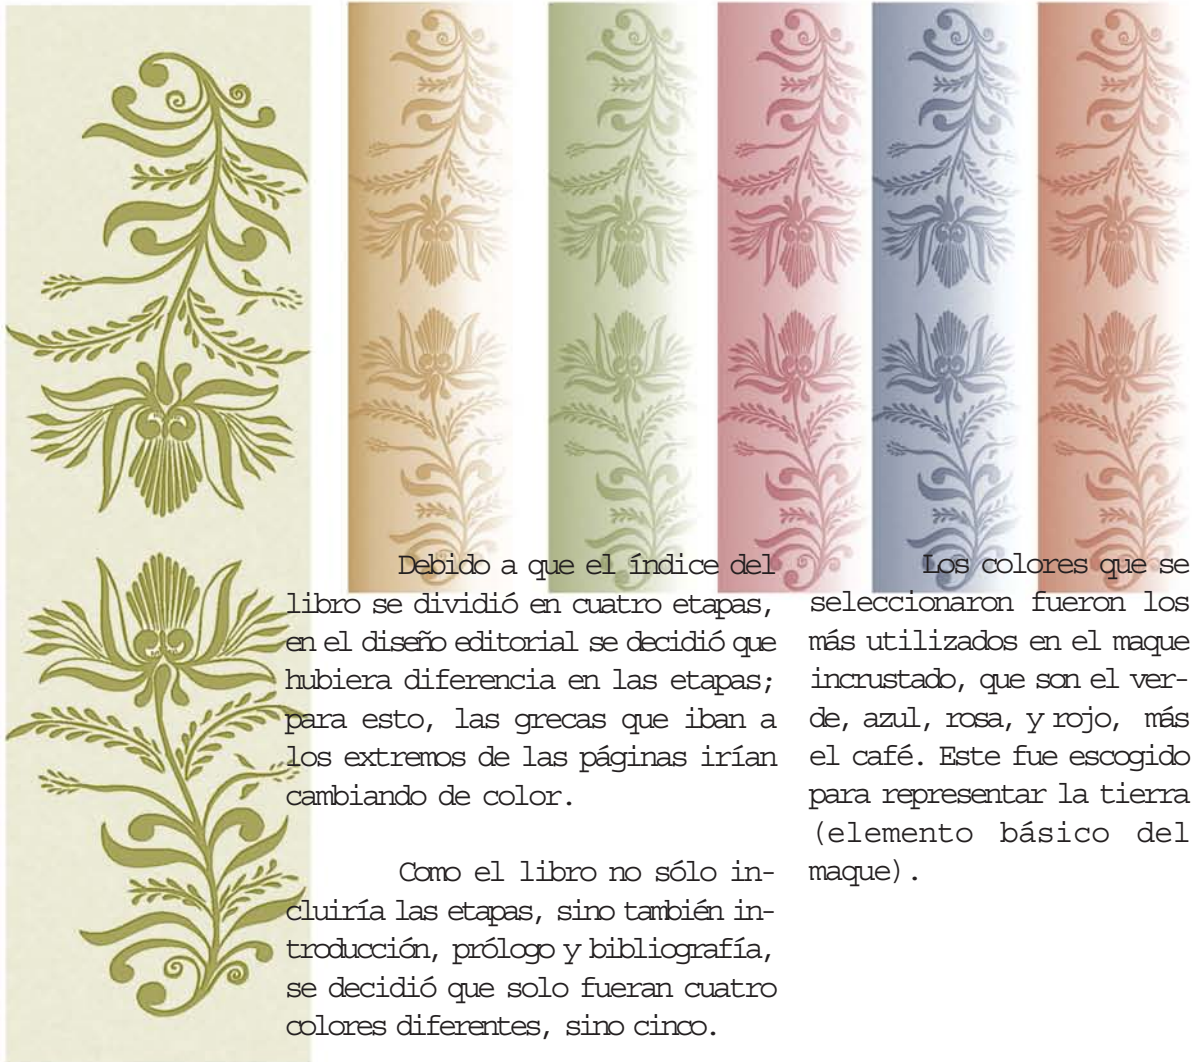 Debido a que el índice del
libro se dividió en cuatro etapas,
en el diseño editorial se decidió que
hubiera diferencia en las etapas;
para esto, las grecas que iban a
los extremos de las páginas irían
cambiando de color.
Como el libro no sólo in-
cluiría las etapas, sino también in-
troducción, prólogo y bibliografía,
se decidió que solo fueran cuatro
colores diferentes, sino cinco.
Los colores que se
seleccionaron fueron los
más utilizados en el maque
incrustado, que son el ver-
de, azul, rosa, y rojo, más
el café. Este fue escogido
para representar la tierra
(elemento básico del
maque).